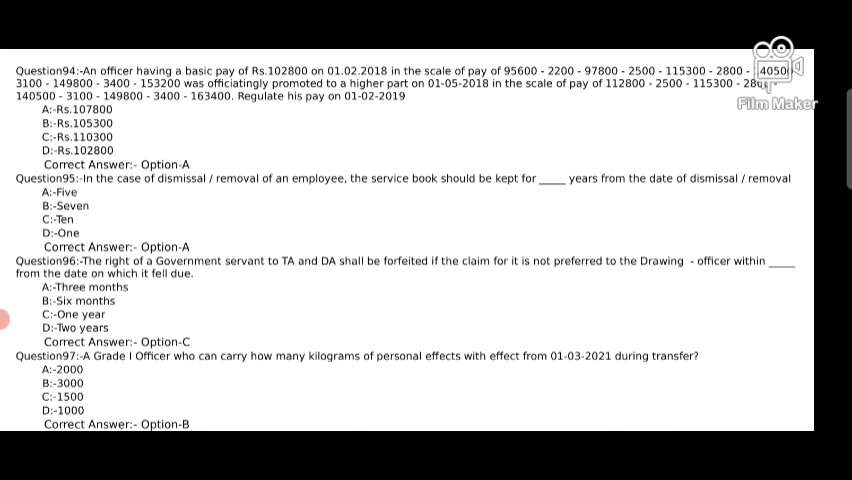 Question94:-An officer having a basic pay of Rs.102800 on 01.02.2018 in the scale of pay of 95600 - 2200 - 97800 - 2500 - 115300 - 2800 - 140500
3100 - 149800 - 3400 - 153200 was officiatingly promoted to a higher part on 01-05-2018 in the scale of pay of 112800 - 2500 - 115300 - 2800 -
140500 - 3100 - 149800 - 3400 - 163400. Regulate his pay on 01-02-2019
A:-Rs.107800
B:-Rs.105300
C:-Rs.110300
D:-Rs.102800
Correct Answer:- Option-A
Question95:-In the case of dismissal / removal of an employee, the service book should be kept for _____ years from the date of dismissal / removal
A:-Five
B:-Seven
C:-Ten
D:-One
Correct Answer:- Option-A
Question96:-The right of a Government servant to TA and DA shall be forfeited if the claim for it is not preferred to the Drawing - officer within _____
from the date on which it fell due.
A:-Three months
B:-Six months
C:-One year
D:-Two years
Correct Answer:- Option-C
Question97:-A Grade I Officer who can carry how many kilograms of personal effects with effect from 01-03-2021 during transfer?
A:-2000
B:-3000
C:-1500
D:-1000
Correct Answer:- Option-B
Film Maker